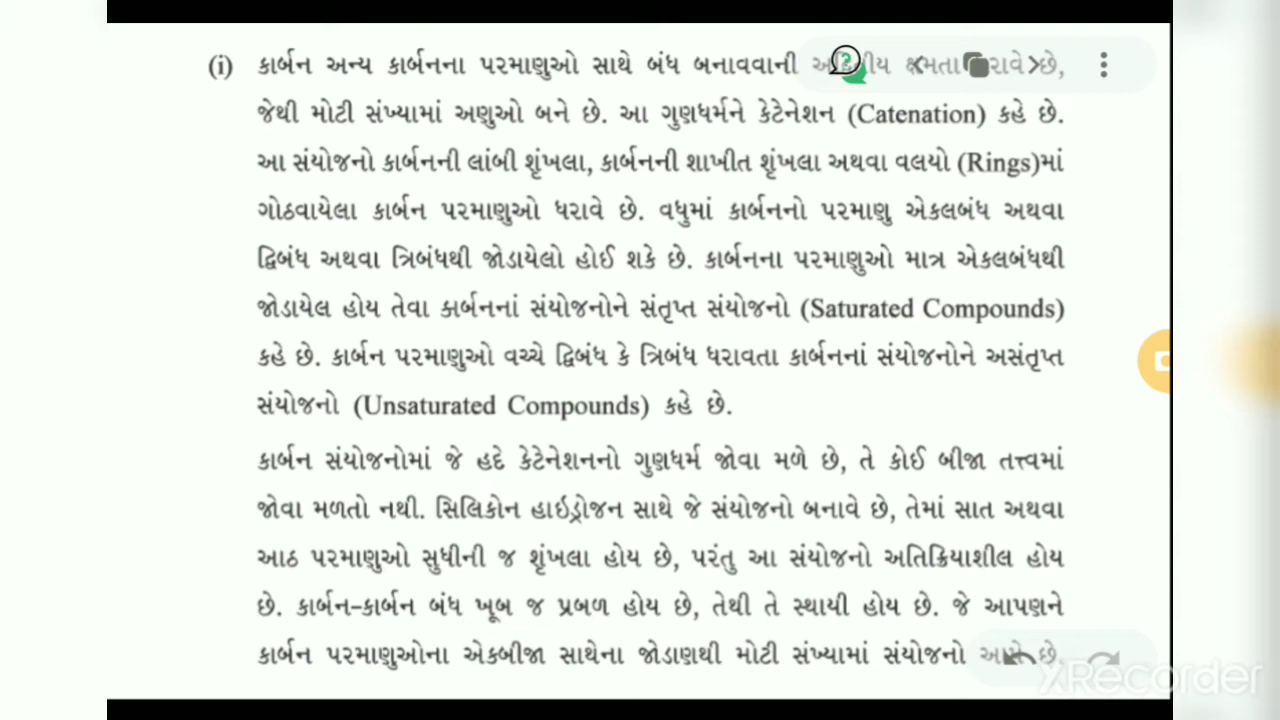 (i) કાર્બન અન્ય કાર્બનના પરમાણુઓ સાથે બંધ બનાવવાની ક્ષમતા છે,
જેથી મોટી સંખ્યામાં અણુઓ બને છે. આ ગુણધર્મને કેટેનેશન (Catenation) કહે છે.
આ સંયોજનો કાર્બનની લાંબી શૃંખલા, કાર્બનની શાખીત શૃંખલા અથવા વલયો (Rings)માં
ગોઠવાયેલા કાર્બન પરમાણુઓ ધરાવે છે. વધુમાં કાર્બનનો પરમાણુ એકલબંધ અથવા
દ્વિબંધ અથવા ત્રિબંધથી જોડાયેલો હોઈ શકે છે. કાર્બનના પરમાણુઓ માત્ર એકલબંધથી
જોડાયેલ હોય તેવા કાર્બનનાં સંયોજનોને સંતૃપ્ત સંયોજનો (Saturated Compounds)
કહે છે. કાર્બન પરમાણુઓ વચ્ચે દ્વિબંધ કે ત્રિબંધ ધરાવતા કાર્બનનાં સંયોજનોને અસંતૃપ્ત
સંયોજનો (Unsaturated Compounds) કહે છે.
કાર્બન સંયોજનોમાં જે હદે કેટેનેશનનો ગુણધર્મ જોવા મળે છે, તે કોઈ બીજા તત્ત્વમાં
જોવા મળતો નથી. સિલિકોન હાઇડ્રોજન સાથે જે સંયોજનો બનાવે છે, તેમાં સાત અથવા
આઠ પરમાણુઓ સુધીની જ શૃંખલા હોય છે, પરંતુ આ સંયોજનો અતિક્રિયાશીલ હોય
છે. કાર્બન–કાર્બન બંધ ખૂબ જ પ્રબળ હોય છે, તેથી તે સ્થાયી હોય છે. જે આપણને
કાર્બન પરમાણુઓના એકબીજા સાથેના જોડાણથી મોટી સંખ્યામાં સંયોજનો છે.
XRecorder